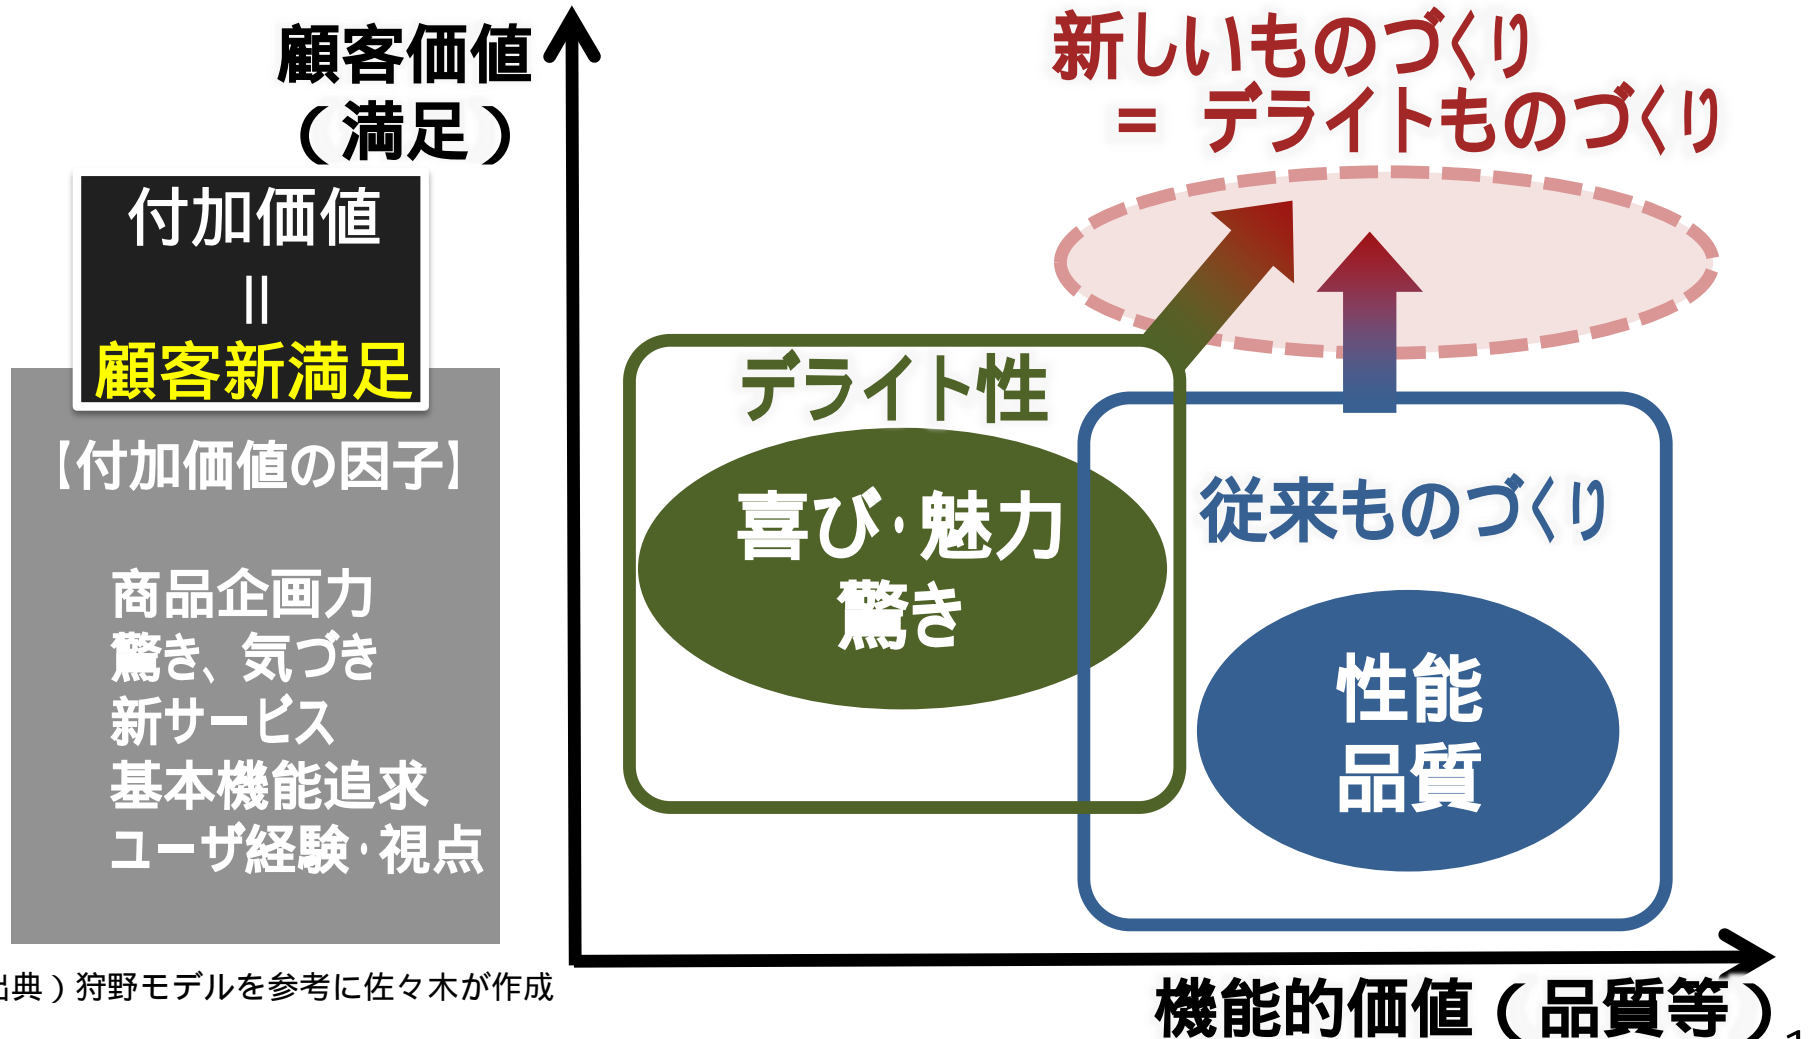 顧客価値
（満足）
付加価値
＝
顧客新満足
【付加価値の因子】
商品企画力
驚き、気づき
新サービス
基本機能追求
ユーザ経験・視点
出典）狩野モデルを参考に佐々木が作成
新しいものづくり
= デライトものづくり
デライト性
喜び・魅力
驚き
従来ものづくり
性能
品質
機能的価値（品質等）